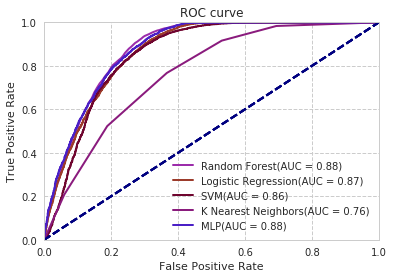 ROC curve
True Positive Rate
1.0
0.8
0.6
0.4
0.2
0.0
Random Forest(AUC = 0.88)
Logistic Regression(AUC = 0.87)
SVM(AUC = 0.86)
K Nearest Neighbors(AUC = 0.76)
MLP(AUC = 0.88)
0.0 0.2 0.4 0.6 0.8 1.0
False Positive Rate